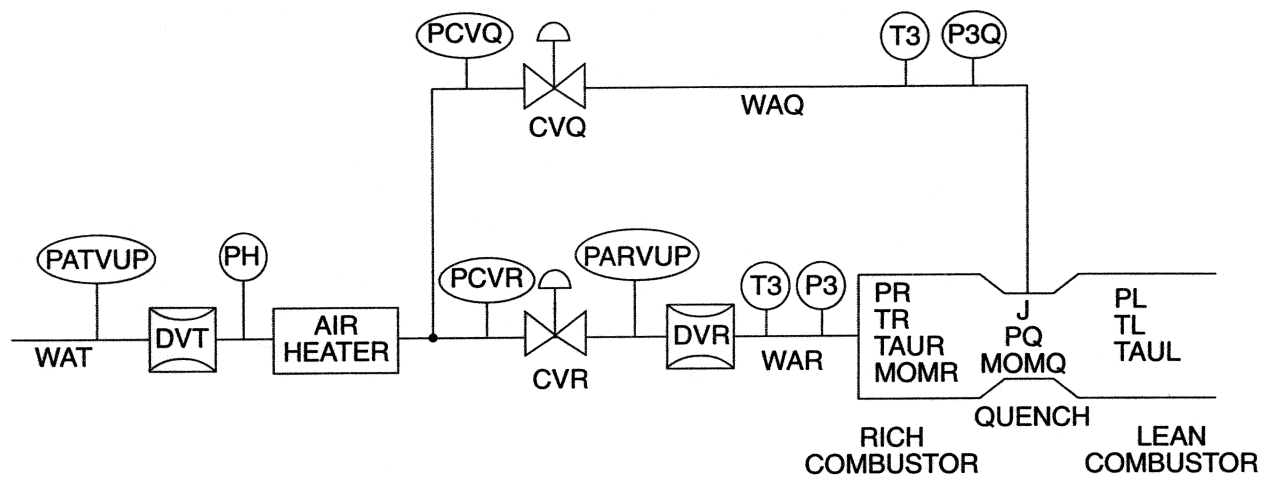 PCVQ
T3
P3Q
CVQ
WAQ
PATVUP
PH
PCVR
PARVUP
T3
P3
WAT
DVT
AIR
HEATER
CVR
DVR
WAR
PR
TR
TAUR
MOMR
J
PQ
MOMQ
PL
TL
TAUL
QUENCH
RICH
COMBUSTOR
LEAN
COMBUSTOR